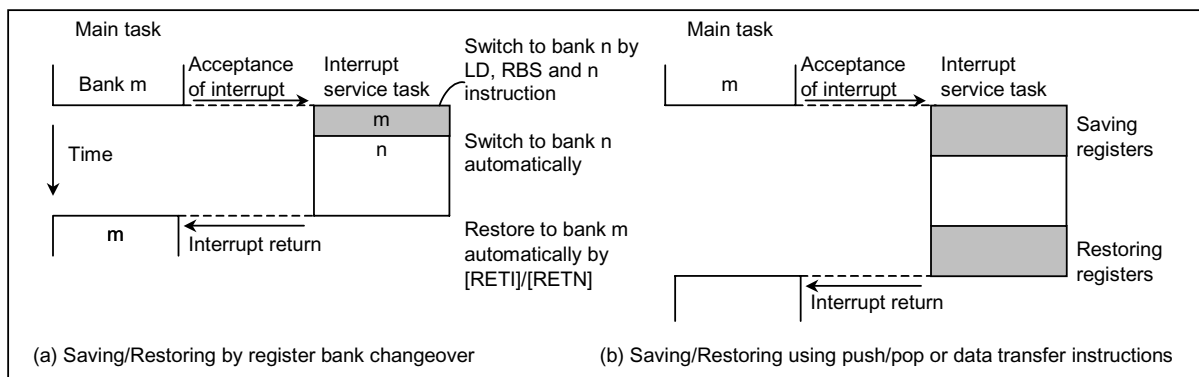 Main task
Bank m
Acceptance
of interrupt
Interrupt
service task
Switch to bank n by
LD, RBS and n
instruction
m
n
Switch to bank n
automatically
Time
m
Interrupt return
Restore to bank m
automatically by
[RETI]/[RETN]
(a) Saving/Restoring by register bank changeover
Main task
m
Acceptance
of interrupt
Interrupt
service task
Saving
registers
Restoring
registers
Interrupt return
(b) Saving/Restoring using push/pop or data transfer instructions